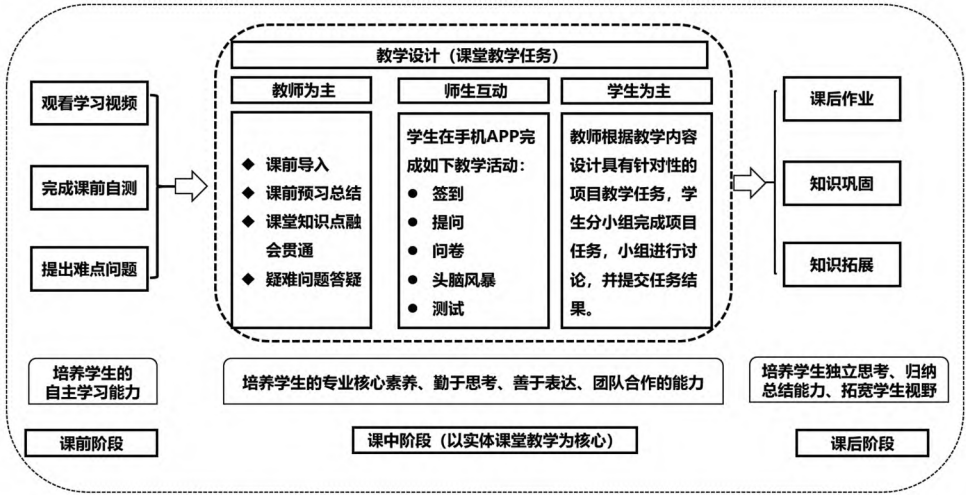 教学设计（课堂教学任务）
观看学习视频
完成课前自测
提出难点问题
教师为主
◆ 课前导入
◆ 课前预习总结
◆ 课堂知识点融
会贯通
◆ 疑难问题答疑
师生互动
学生在手机APP完
成如下教学活动：
● 签到
● 提问
● 问卷
● 头脑风暴
● 测试
学生为主
教师根据教学内容
设计具有针对性的
项目教学任务，学
生分小组完成项目
任务，小组进行讨
论，并提交任务结
果。
课后作业
知识巩固
知识拓展
培养学生的
自主学习能力
培养学生的专业核心素养、勤于思考、善于表达、团队合作的能力
培养学生独立思考、归纳
总结能力、拓宽学生视野
课前阶段
课中阶段（以实体课堂教学为核心）
课后阶段